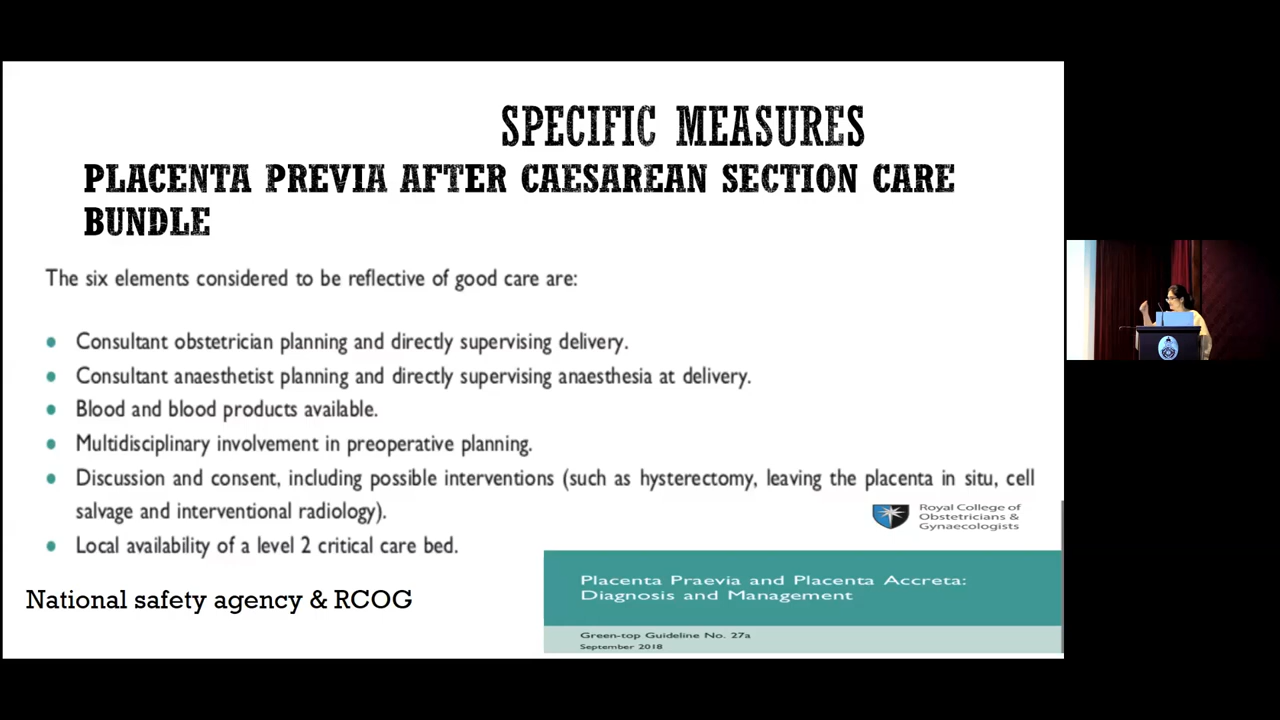 SPECIFIC MEASURES
PLACENTA PREVIA AFTER CAESAREAN SECTION CARE
BUNDLE
The six elements considered to be reflective of good care are:
• Consultant obstetrician planning and directly supervising delivery.
• Consultant anaesthetist planning and directly supervising anaesthesia at delivery.
• Blood and blood products available.
• Multidisciplinary involvement in preoperative planning.
• Discussion and consent, including possible interventions (such as hysterectomy, leaving the placenta in situ, cell
salvage and interventional radiology).
• Local availability of a level 2 critical care bed.
Royal College of
Obstetricians &
Gynaecologists
National safety agency & RCOG
Placenta Praevia and Placenta Accreta:
Diagnosis and Management
Green-top Guideline No. 27a
September 2018